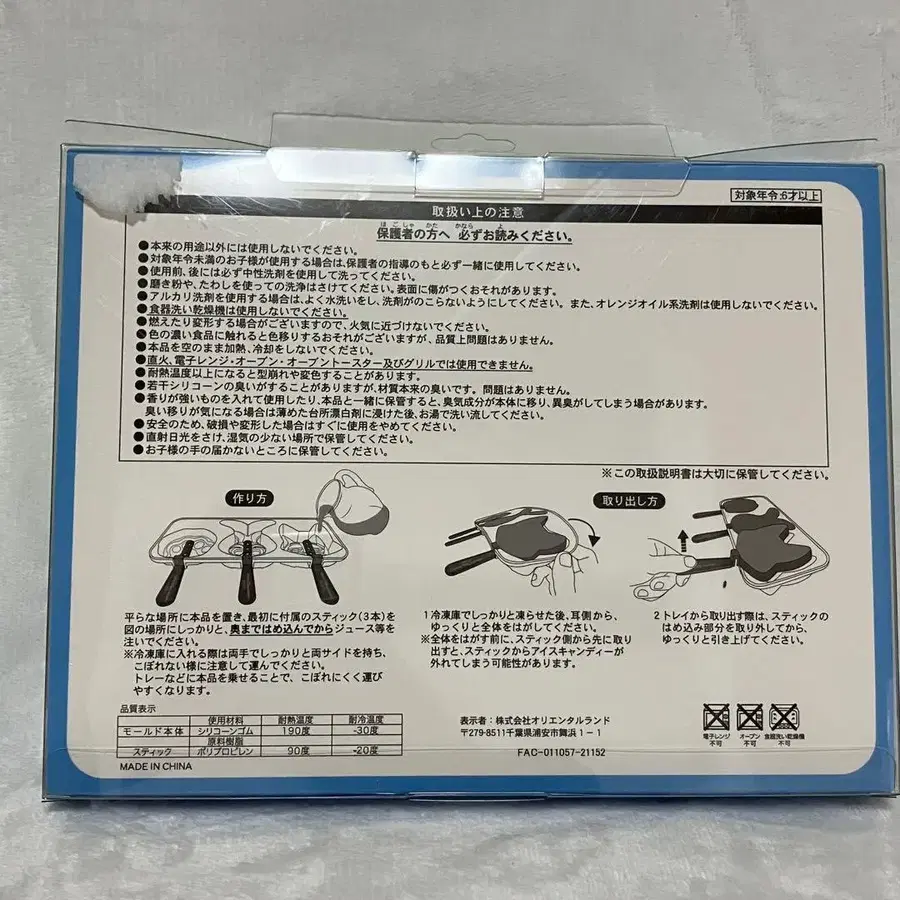 対象年令:6才以上
取扱い上の注意
保護者の方へ 必ずお読みください。
●本来の用途以外には使用しないでください。
●対象年令未満のお子様が使用する場合は、保護者の指導のもと必ず一緒に使用してください。
●使用前、後には必ず中性洗剤を使用して洗ってください。
●磨き粉や、たわしを使っての洗浄はさけてください。表面に傷がつくおそれがあります。
●アルカリ洗剤を使用する場合は、よく水洗いをし、洗剤がのこらないようにしてください。また、オレンジオイル系洗剤は使用しないでください。
●食器洗い乾燥機は使用しないでください。
●燃えたり変形する場合がございますので、火気に近づけないでください。
●色の濃い食品に触れると色移りするおそれがございますが、品質上問題はありません。
●本品を空のまま加熱、冷却をしないでください。
●直火、電子レンジ・オーブン・オーブントースター及びグリルでは使用できません。
●耐熱温度以上になると型崩れや変色することがあります。
●若干シリコーンの臭いがすることがありますが、材質本来の臭いです。問題はありません。
●香りが強いものを入れて使用したり、本品と一緒に保管すると、臭気成分が本体に移り、異臭がしてしまう場合があります。
臭い移りが気になる場合は薄めた台所漂白剤に浸けた後、お湯で洗い流してください。
●安全のため、破損や変形した場合はすぐに使用をやめてください。
●直射日光をさけ、湿気の少ない場所で保管してください。
●お子様の手の届かないところに保管してください。
※この取扱説明書は大切に保管してください。
作り方
平らな場所に本品を置き、最初に付属のスティック(3本)を
図の場所にしっかりと、奥まではめ込んでからジュース等を
注いでください。
※冷凍庫に入れる際は両手でしっかりと両サイドを持ち、
こぼれない様に注意して運んでください。
トレーなどに本品を乗せることで、こぼれにくく運び
やすくなります。
取り出し方
1 冷凍庫でしっかりと凍らせた後、耳側から、
ゆっくりと全体をはがしてください。
※全体をはがす前に、スティック側から先に取り
出すと、スティックからアイスキャンディーが
外れてしまう可能性があります。
2 トレイから取り出す際は、スティックの
はめ込み部分を取り外してから、
ゆっくりと引き上げてください。
品質表示
使用材料 耐熱温度 耐冷温度
モールド本体 シリコーンゴム 190度 -30度
原料樹脂
スティック ポリプロピレン 90度 -20度
MADE IN CHINA
表示者:株式会社オリエンタルランド
〒279-8511千葉県浦安市舞浜1-1
FAC-011057-21152
電子レンジ不可 オーブン不可 食器洗い乾燥機不可